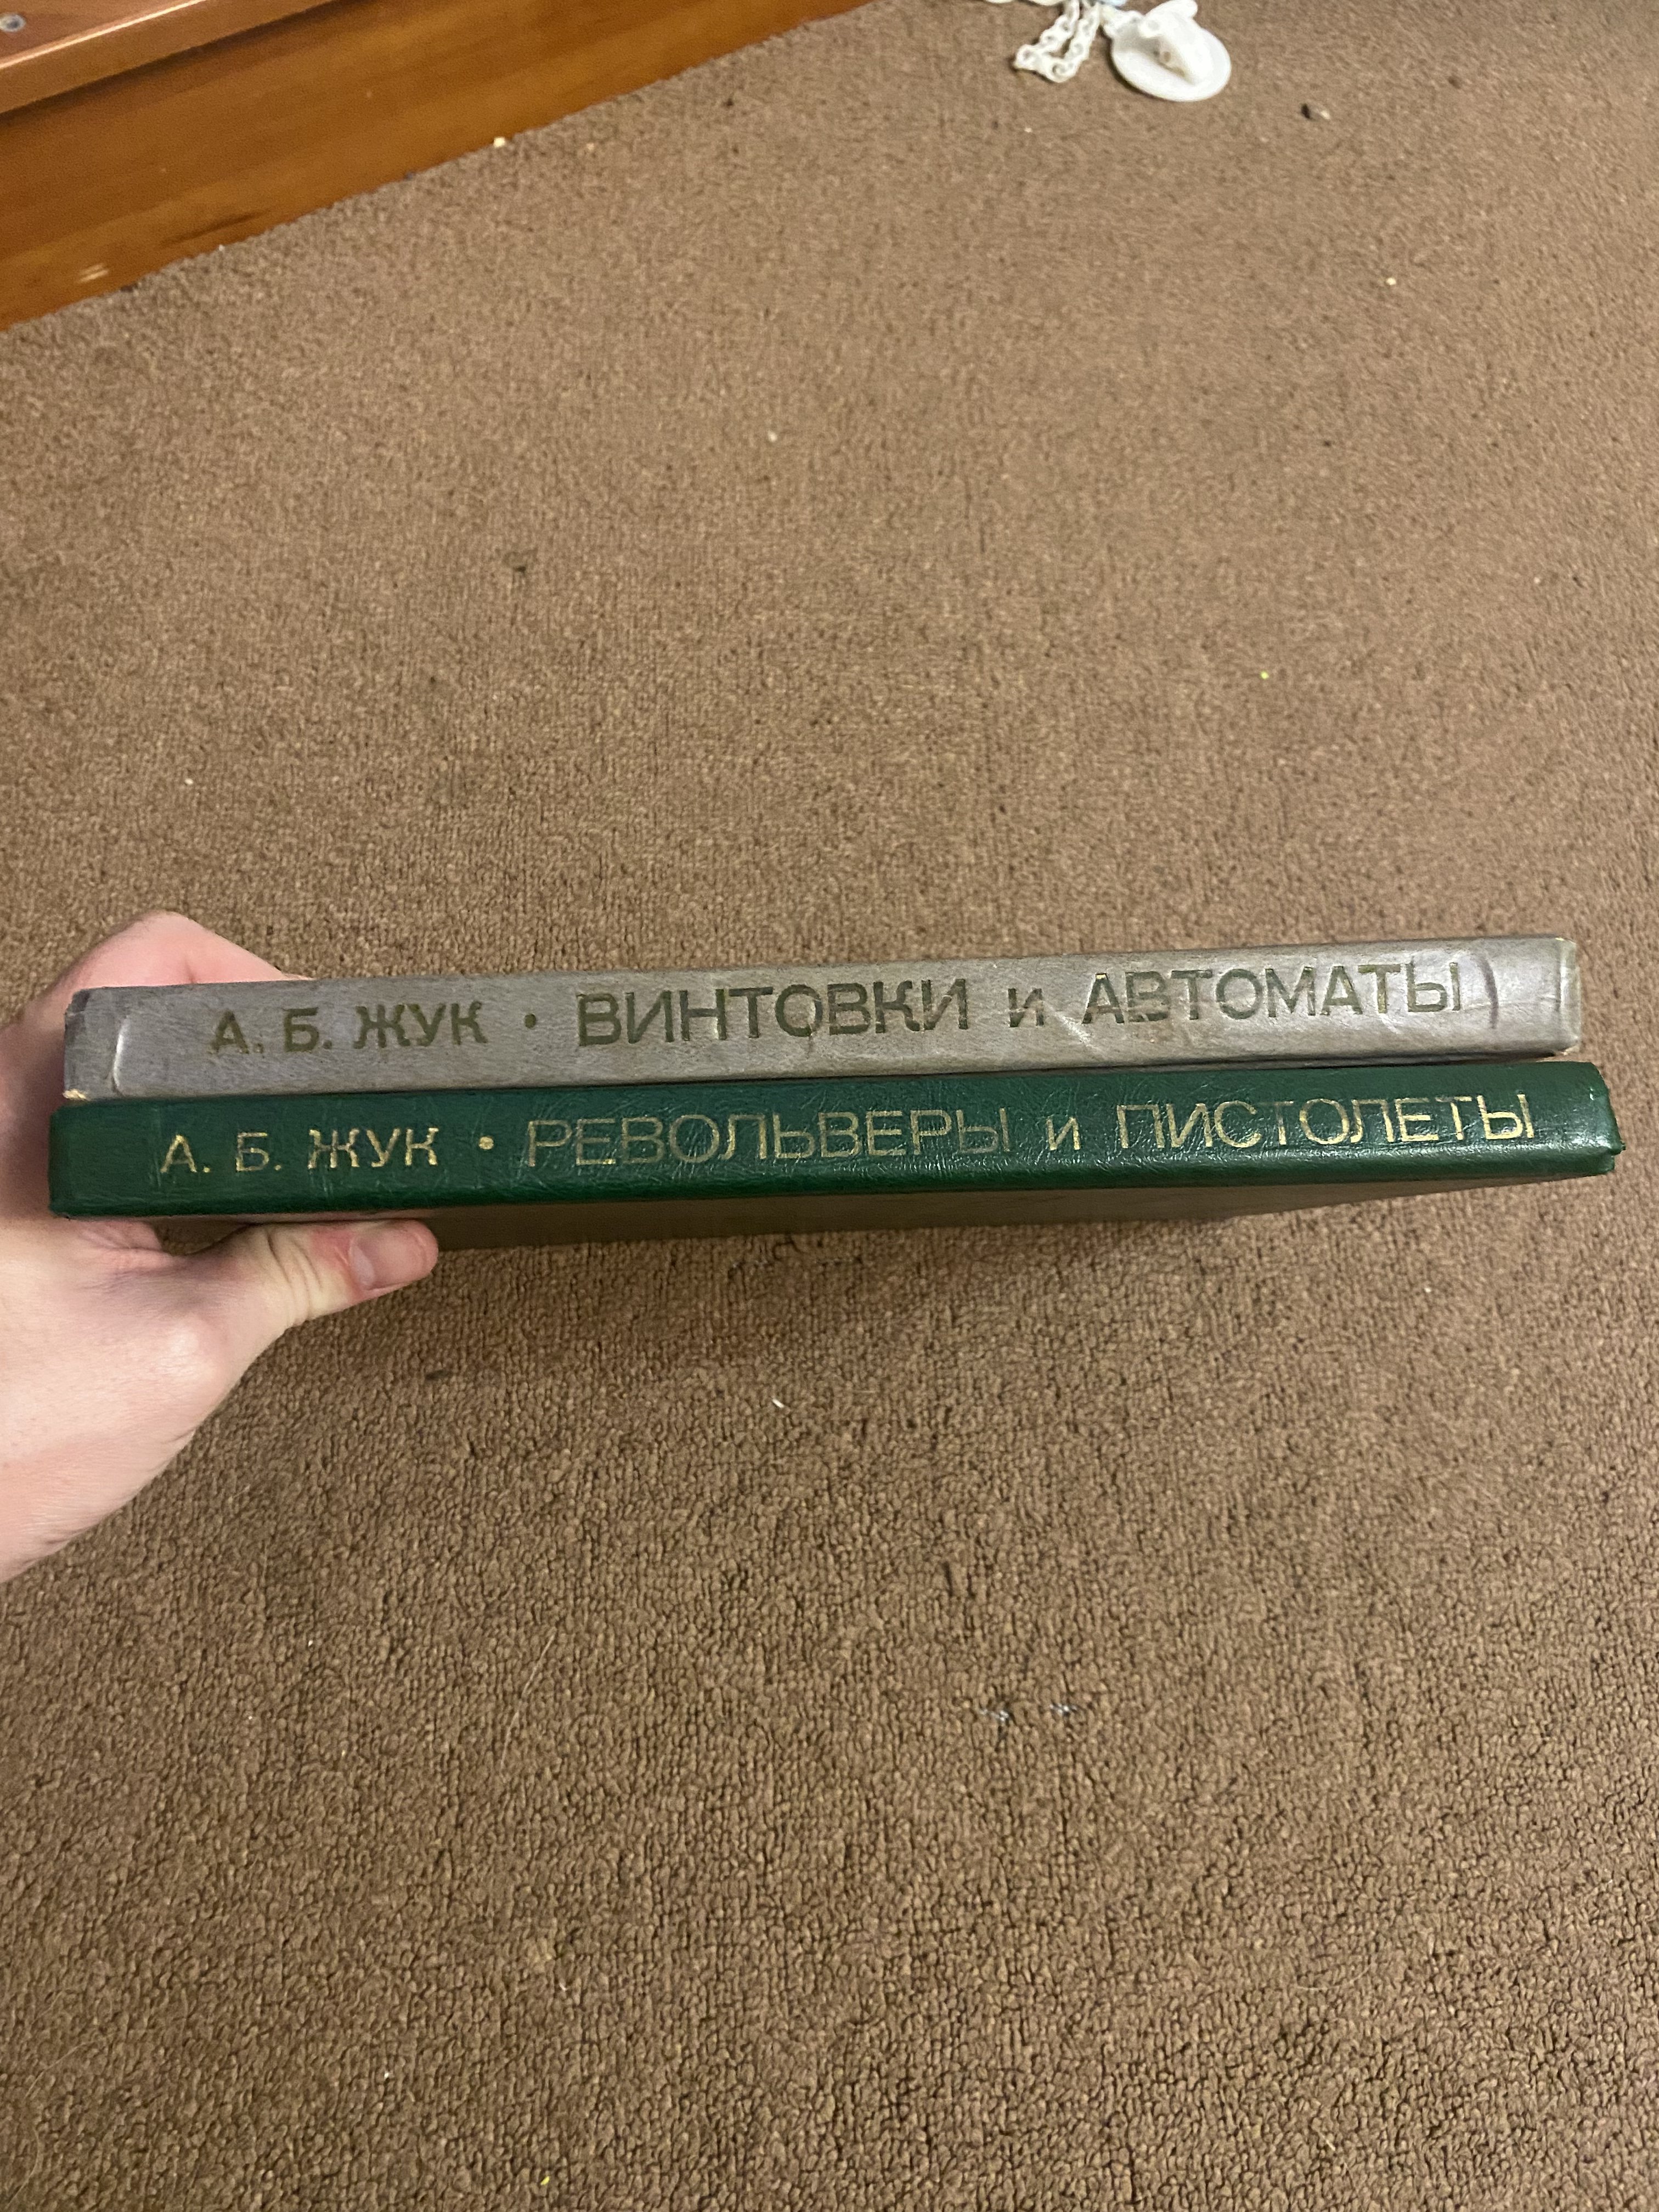 А. Б. ЖУК • ВИНТОВКИ и АВТОМАТЫ
А. Б. ЖУК • РЕВОЛЬВЕРЫ и ПИСТОЛЕТЫ